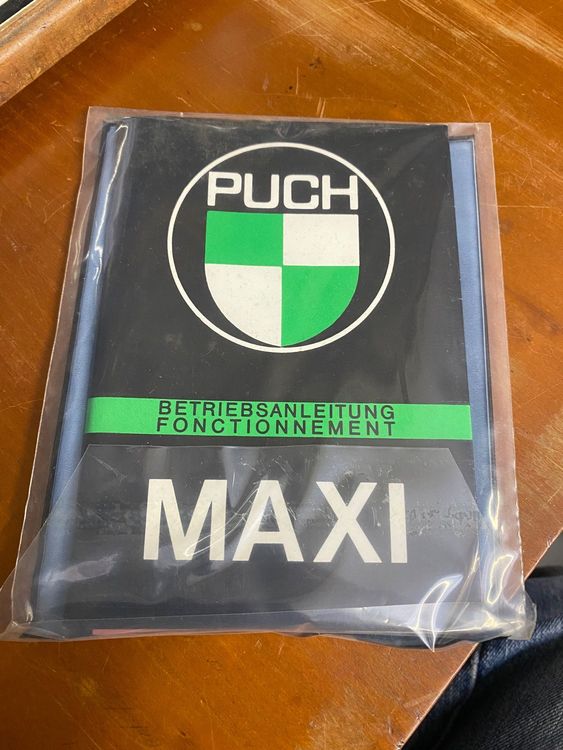 PUCH
BETRIEBSANLEITUNG
FONCTIONNEMENT
MAXI